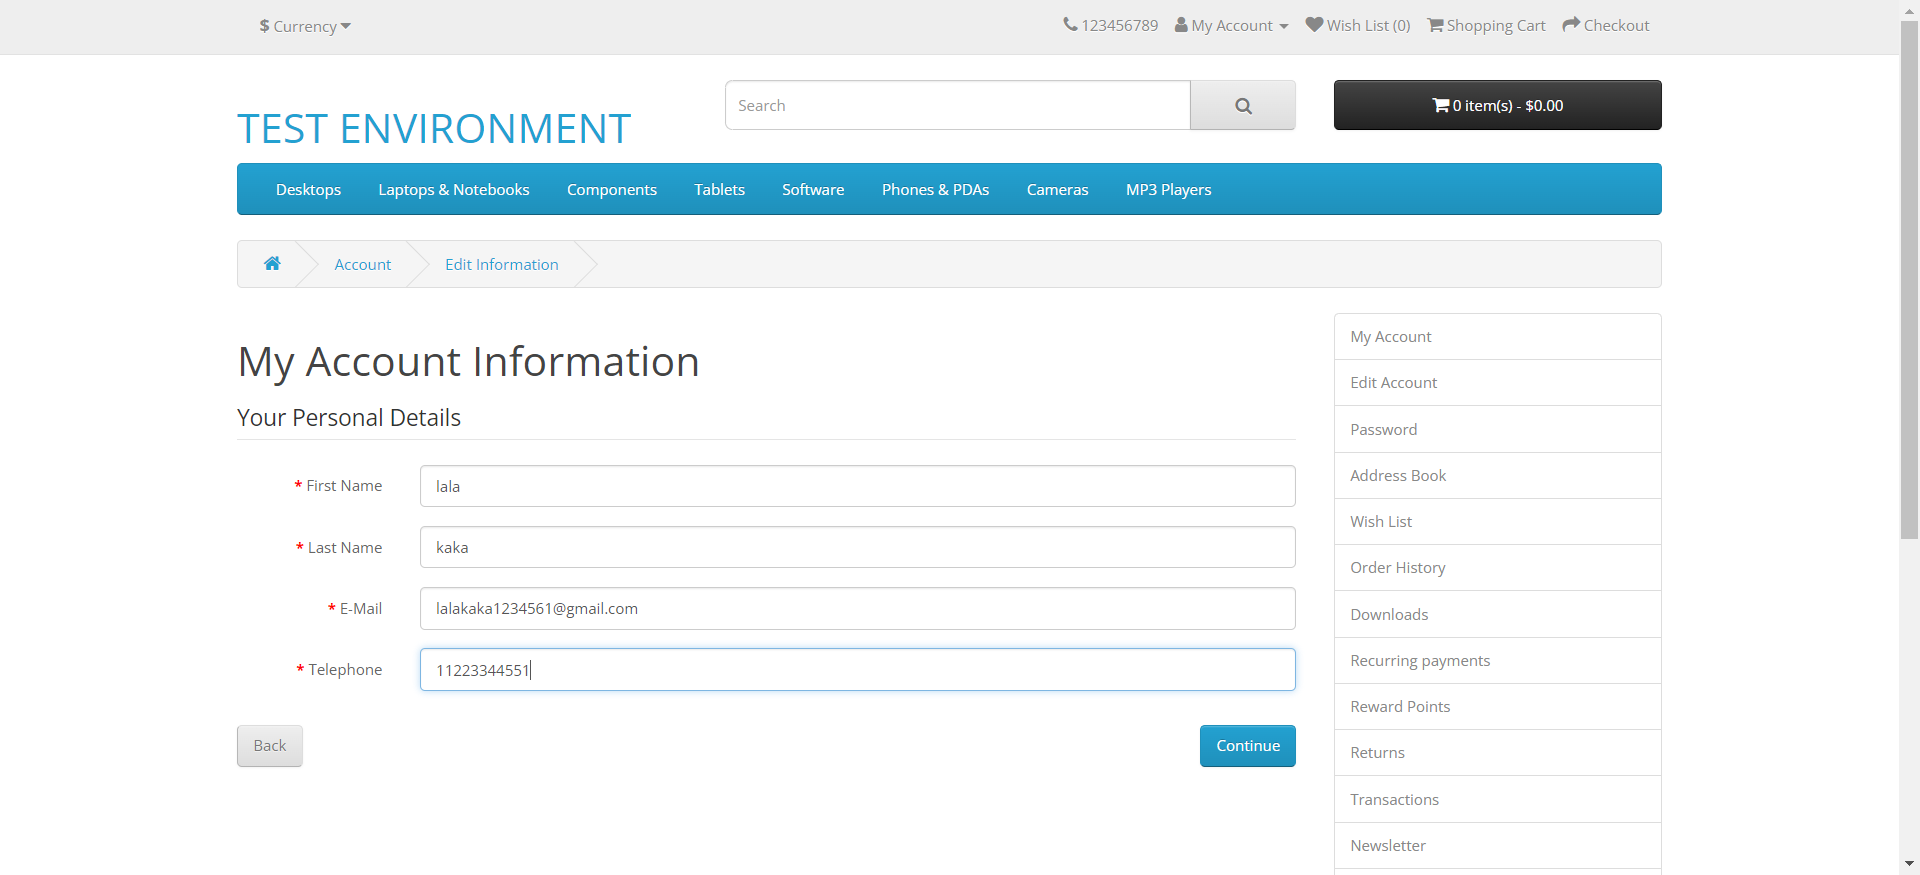 $ Currency
123456789 My Account Wish List (0) Shopping Cart Checkout
TEST ENVIRONMENT
Search
0 item(s) - $0.00
Desktops Laptops & Notebooks Components Tablets Software Phones & PDAs Cameras MP3 Players
Account Edit Information
My Account Information
Your Personal Details
* First Name lala
* Last Name kaka
* E-Mail lalakaka1234561@gmail.com
* Telephone 11223344551
Back Continue
My Account
Edit Account
Password
Address Book
Wish List
Order History
Downloads
Recurring payments
Reward Points
Returns
Transactions
Newsletter